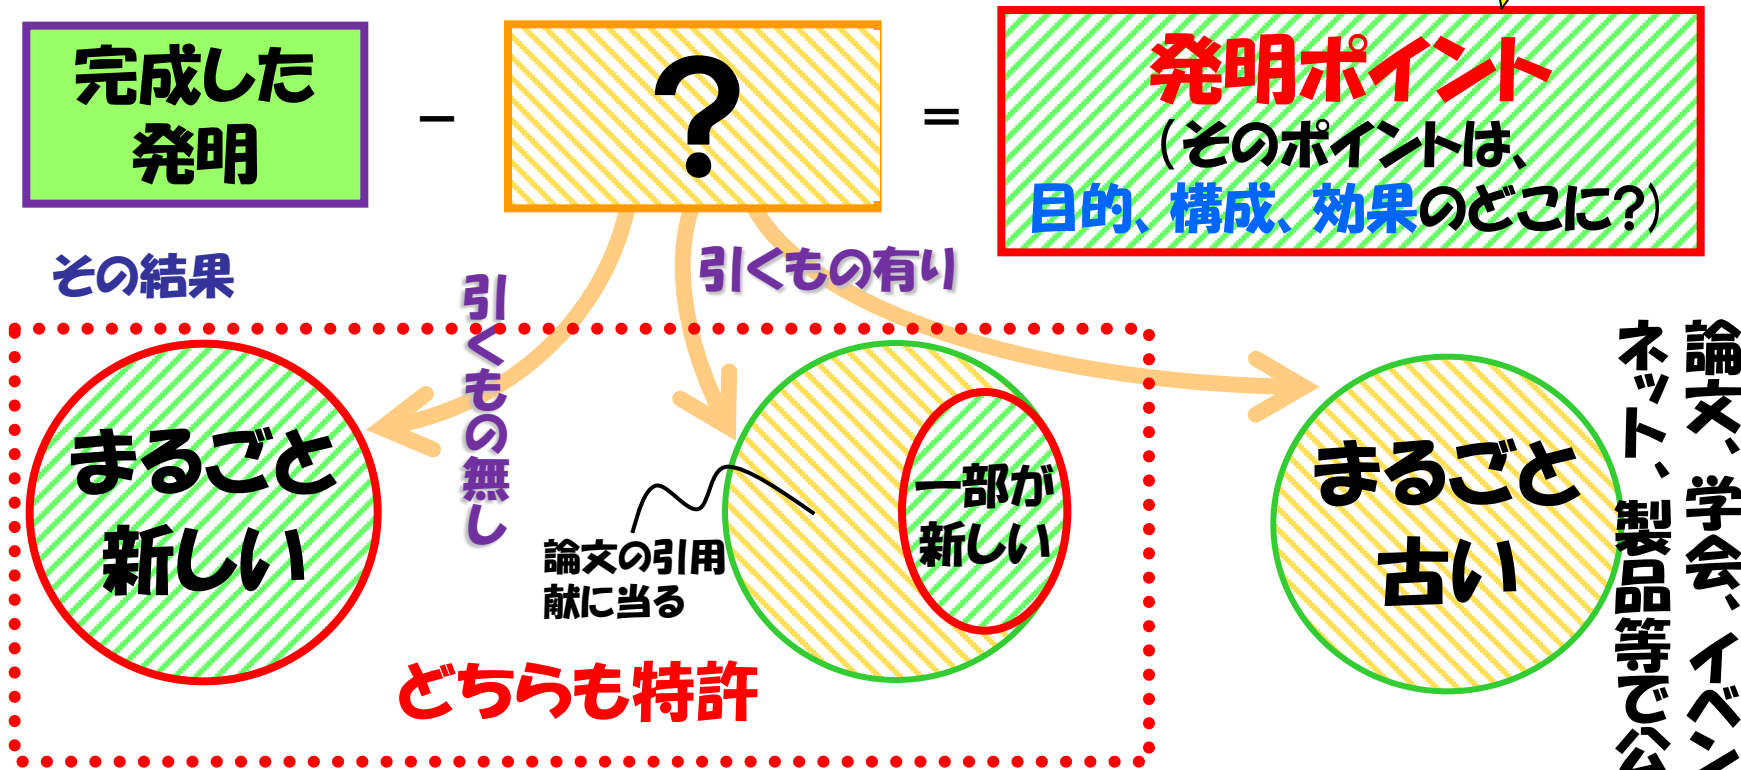 完成した
発明
－
？
＝
発明ポイント
（そのポイントは、
目的、構成、効果のどこに？）
その結果
引くもの無し
引くもの有り
まるごと
新しい
論文の引用
献に当る
一部が
新しい
まるごと
古い
どちらも特許
論文、学会、イベン
ネット、製品等で公